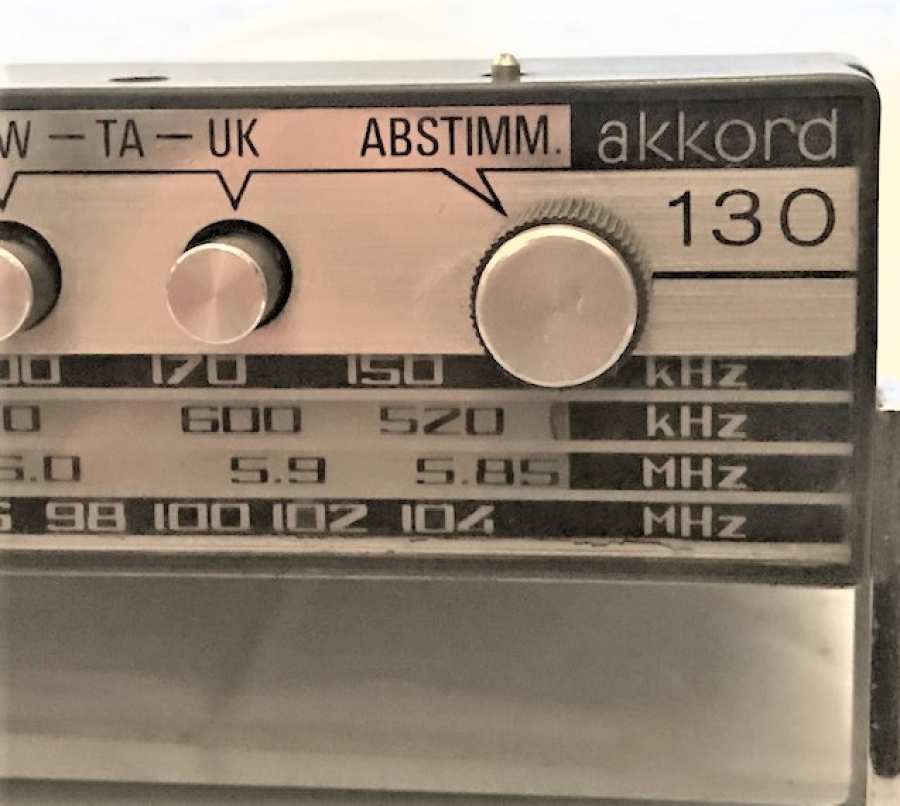 W — TA — UK ABSTIMM. akkord
130
170 150 kHz
600 520 kHz
5.9 5.85 MHz
98 100 102 104 MHz